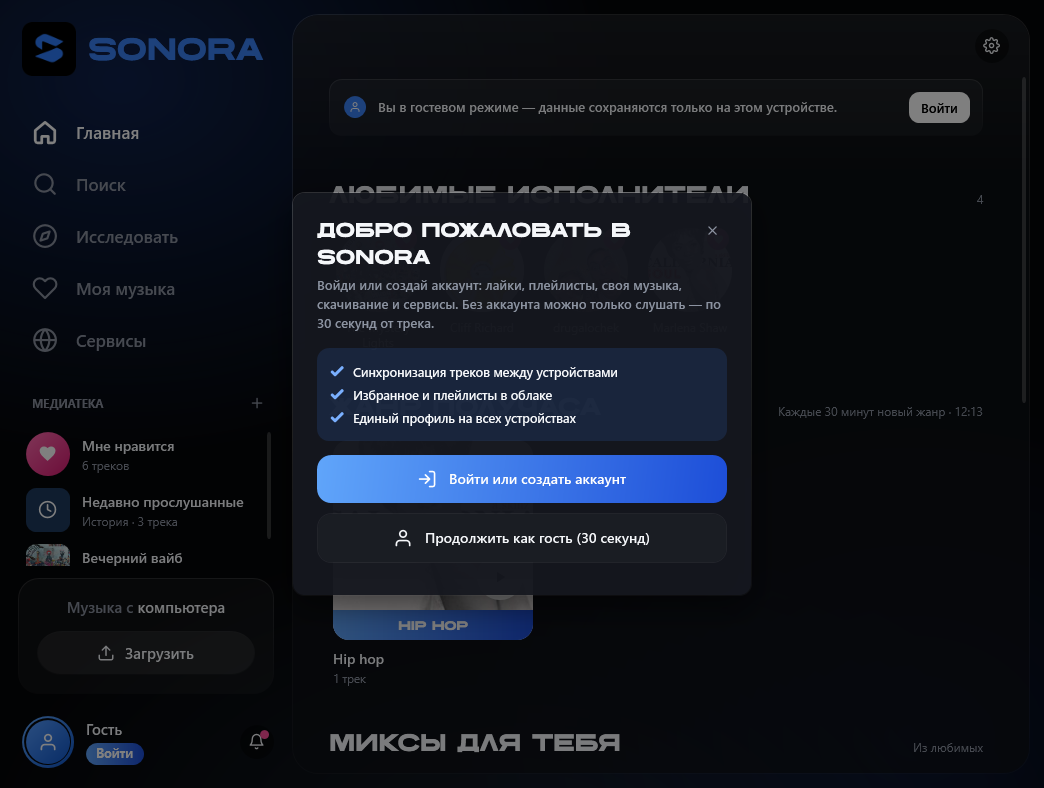 SONORA
Главная
Поиск
Исследовать
Моя музыка
Сервисы
МЕДИАТЕКА
Мне нравится
6 треков
Недавно прослушанные
История · 3 трека
Вечерний вайб
Музыка с компьютера
Загрузить
Гость
Войти
Вы в гостевом режиме — данные сохраняются только на этом устройстве.
Войти
ЛЮБИМЫЕ ИСПОЛНИТЕЛИ
4
ДОБРО ПОЖАЛОВАТЬ В
SONORA
Войди или создай аккаунт: лайки, плейлисты, своя музыка,
скачивание и сервисы. Без аккаунта можно только слушать — по
30 секунд от трека.
Синхронизация треков между устройствами
Избранное и плейлисты в облаке
Единый профиль на всех устройствах
Войти или создать аккаунт
Продолжить как гость (30 секунд)
Каждые 30 минут новый жанр · 12:13
HIP HOP
Hip hop
1 трек
МИКСЫ ДЛЯ ТЕБЯ
Из любимых